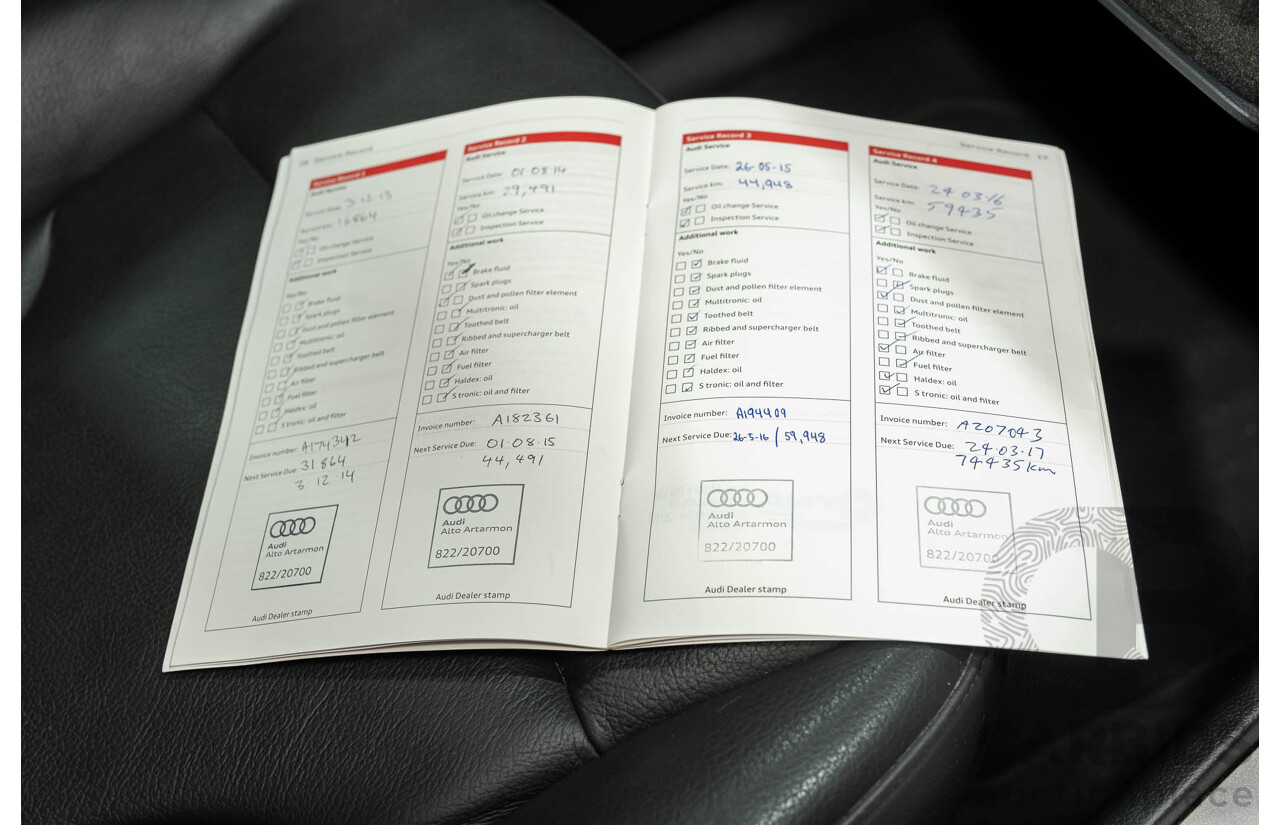 16 Service Record
Service Record 1
Audi Service
Service Date: 3·12·13
Service km: 16864
Yes/No
Oil change Service
Inspection Service
Additional work
Yes/No
Brake fluid
Spark plugs
Dust and pollen filter element
Multitronic: oil
Toothed belt
Ribbed and supercharger belt
Air filter
Fuel filter
Haldex: oil
S tronic: oil and filter
Invoice number: A174342
Next Service Due: 31864
3·12·14
Audi
Alto Artarmon
822/20700
Audi Dealer stamp
Service Record 2
Audi Service
Service Date: 01 08 14
Service km: 29,491
Yes/No
Oil change Service
Inspection Service
Additional work
Yes/No
Brake fluid
Spark plugs
Dust and pollen filter element
Multitronic: oil
Toothed belt
Ribbed and supercharger belt
Air filter
Fuel filter
Haldex: oil
S tronic: oil and filter
Invoice number: A182361
Next Service Due: 01·08·15
44,491
Audi
Alto Artarmon
822/20700
Audi Dealer stamp
Service Record 3
Audi Service
Service Date: 26-05-15
Service km: 44,948
Yes/No
Oil change Service
Inspection Service
Additional work
Yes/No
Brake fluid
Spark plugs
Dust and pollen filter element
Multitronic: oil
Toothed belt
Ribbed and supercharger belt
Air filter
Fuel filter
Haldex: oil
S tronic: oil and filter
Invoice number: A194409
Next Service Due: 26-5-16 / 59,948
Audi
Alto Artarmon
822/20700
Audi Dealer stamp
Service Record 17
Service Record 4
Audi Service
Service Date: 24 03 16
Service km: 59435
Yes/No
Oil change Service
Inspection Service
Additional work
Yes/No
Brake fluid
Spark plugs
Dust and pollen filter element
Multitronic: oil
Toothed belt
Ribbed and supercharger belt
Air filter
Fuel filter
Haldex: oil
S tronic: oil and filter
Invoice number: A207043
Next Service Due: 24·03·17
74435 km
Audi
Alto Artarmon
822/20700
Audi Dealer stamp